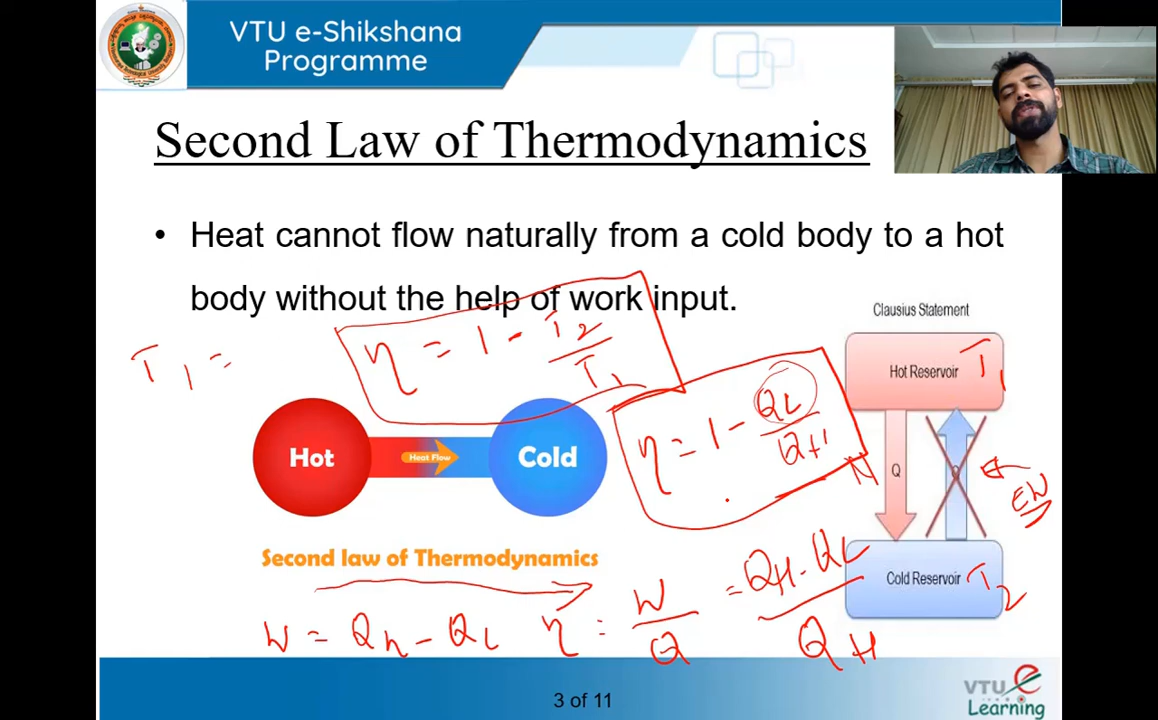 VTU e-Shikshana
Programme
Second Law of Thermodynamics
• Heat cannot flow naturally from a cold body to a hot
body without the help of work input.
Clausius Statement
T₁ =
η = 1 - T₂/T₁
Hot Reservoir T₁
η = 1 - QL/QH
Hot
Heat Flow
Cold
Q
N
EW
Second law of Thermodynamics
Cold Reservoir T₂
W = QH - QL
η = W/Q = QH - QL/QH
3 of 11
VTU e
Learning